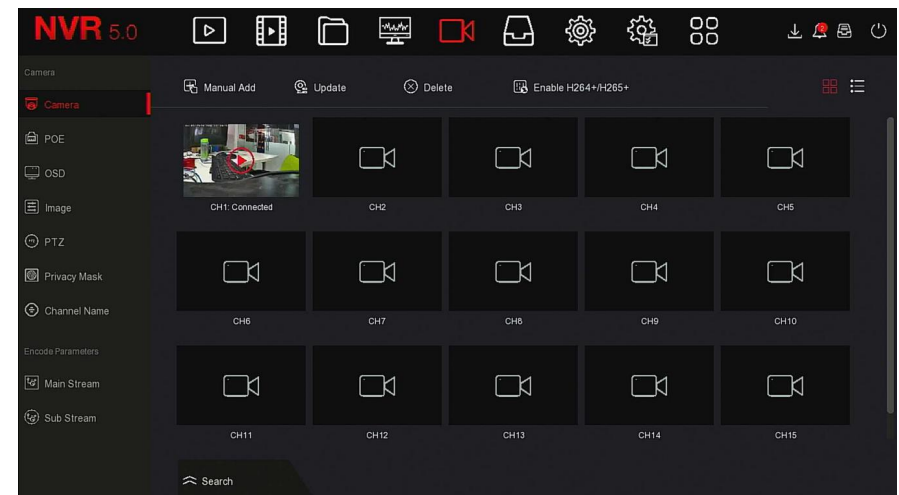 NVR 5.0
Camera
Manual Add Update Delete Enable H264+/H265+
Camera
POE
OSD
Image
PTZ
Privacy Mask
Channel Name
Encode Parameters
Main Stream
Sub Stream
CH1: Connected CH2 CH3 CH4 CH5
CH6 CH7 CH8 CH9 CH10
CH11 CH12 CH13 CH14 CH15
Search